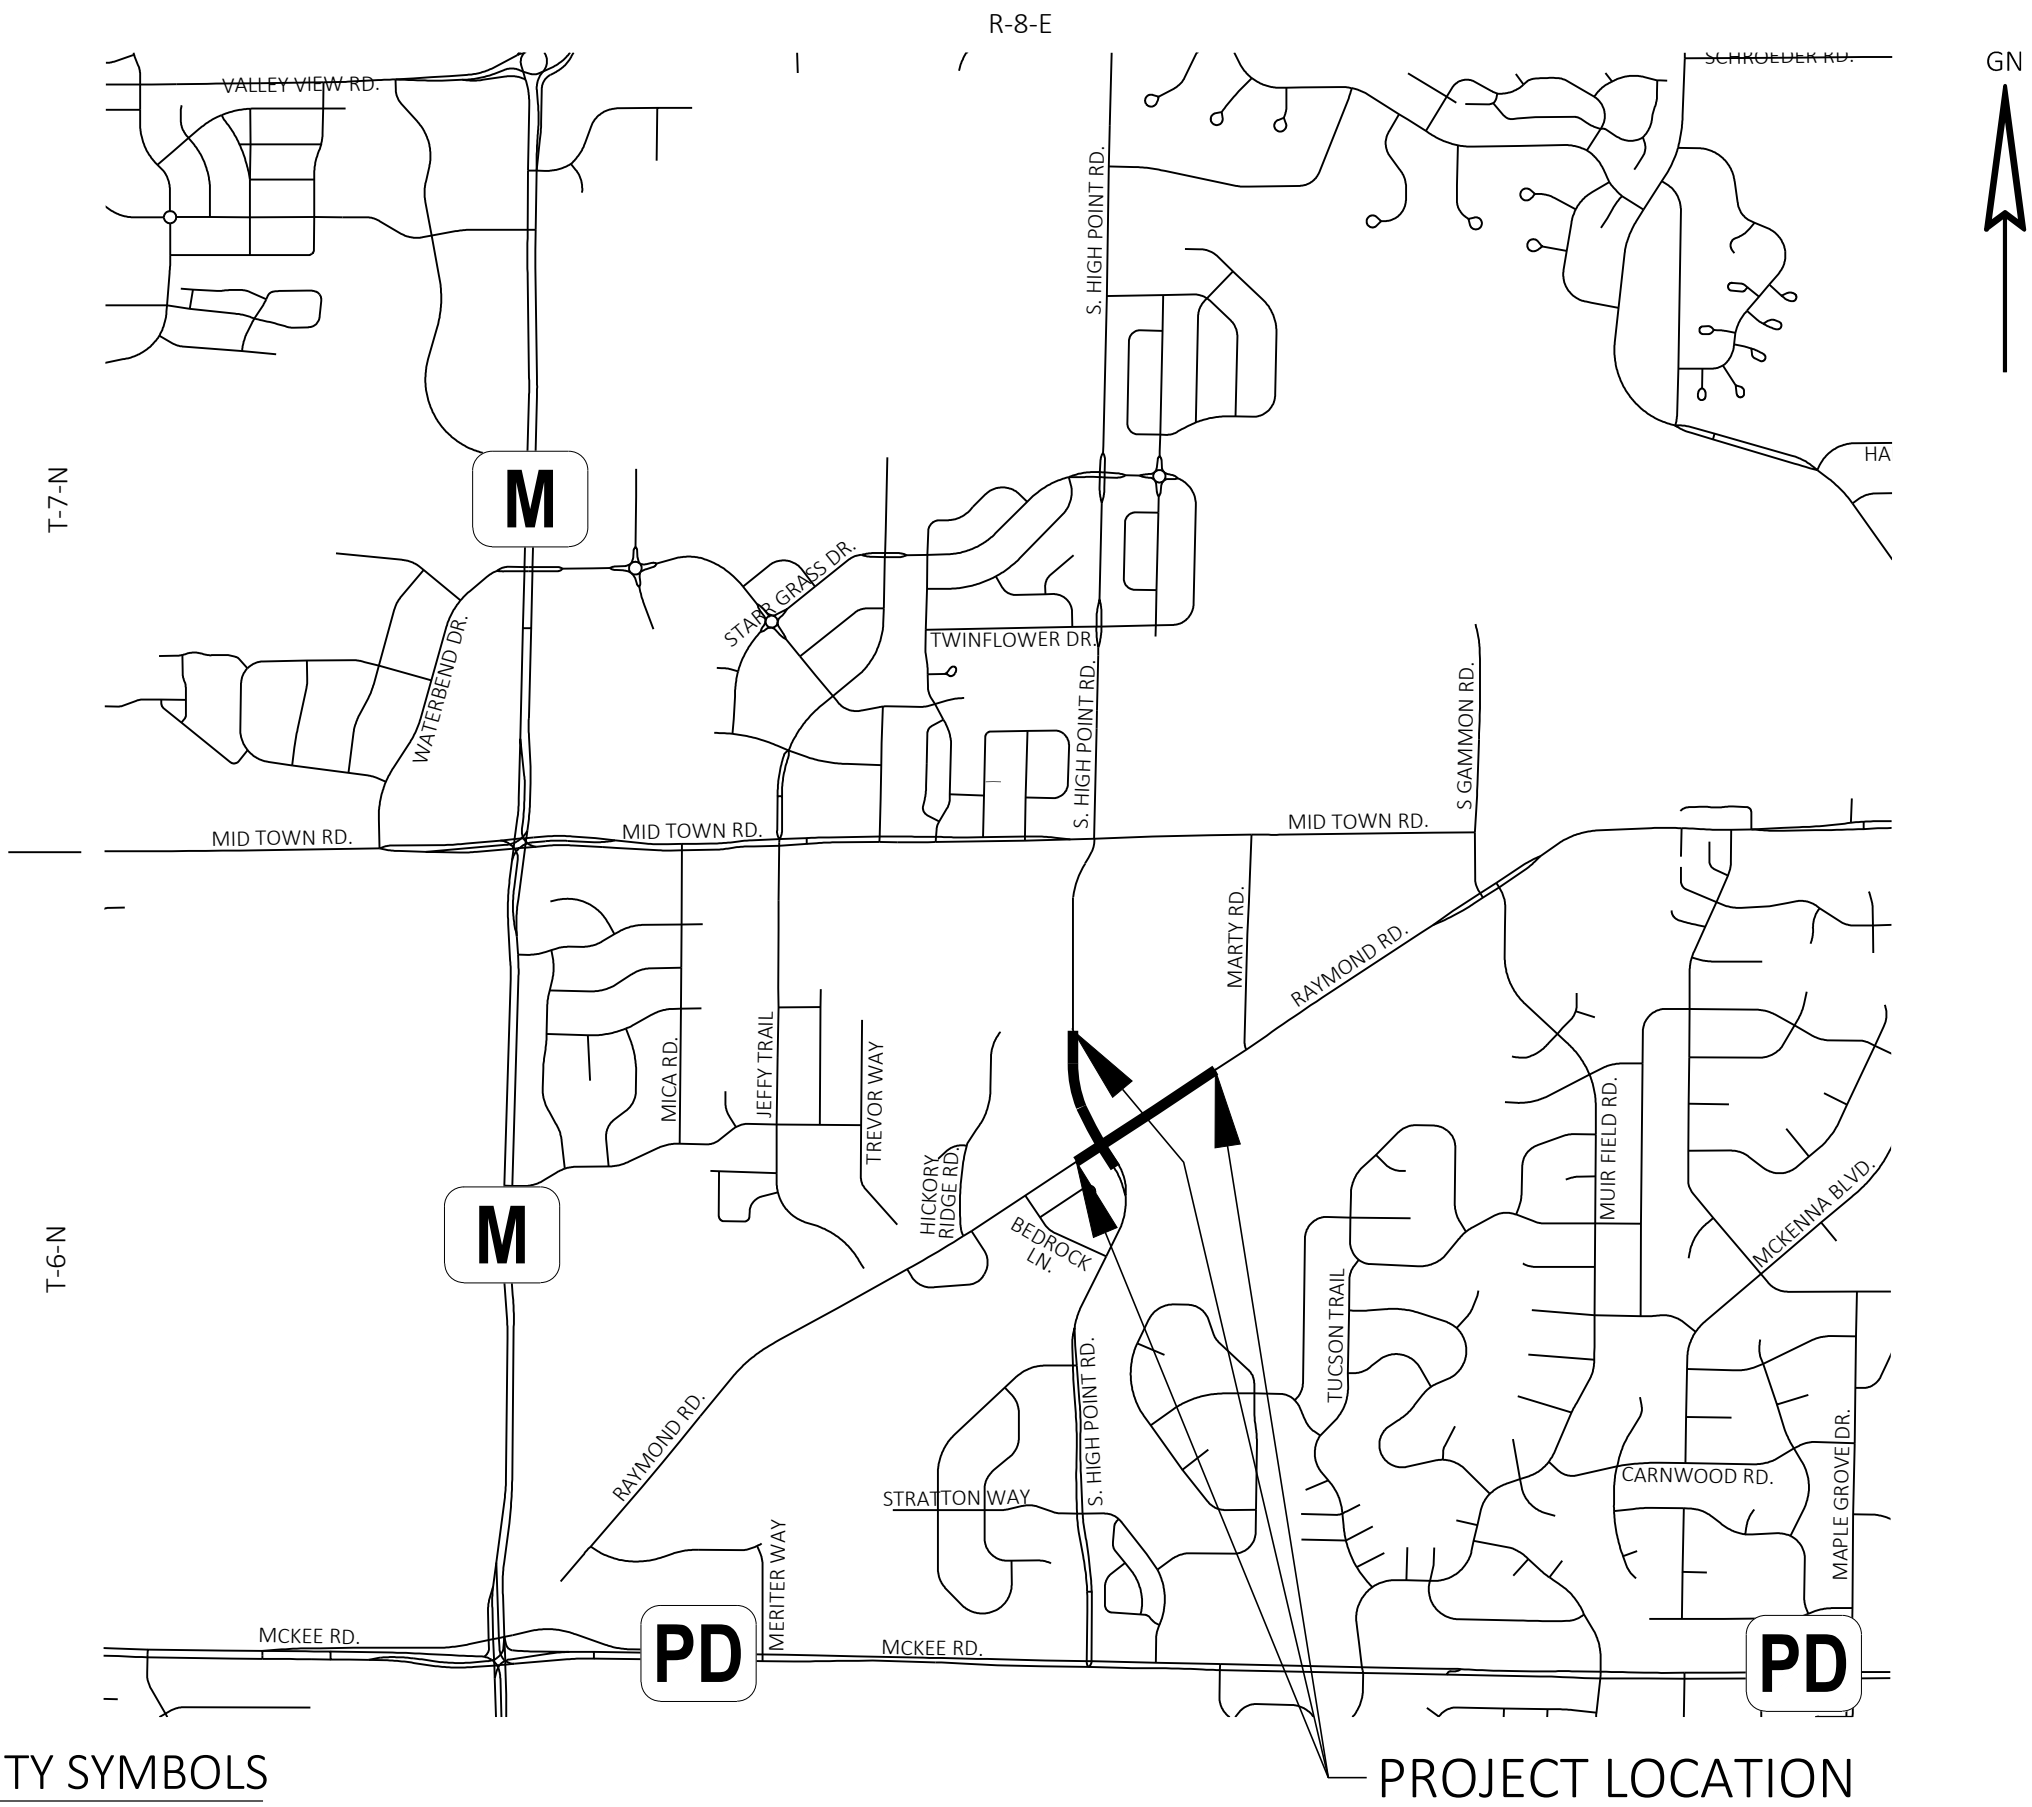 R-8-E
SCHROEDER RD.
GN
VALLEY VIEW RD.
S. HIGH POINT RD.
HA
T-7-N
M
STARR GRASS DR.
TWINFLOWER DR.
WATERBEND DR.
S. HIGH POINT RD.
S GAMMON RD.
MID TOWN RD.
MID TOWN RD.
MID TOWN RD.
MARTY RD.
RAYMOND RD.
MICA RD.
JEFFY TRAIL
TREVOR WAY
HICKORY
RIDGE RD.
MUIR FIELD RD.
MCKENNA BLVD.
T-6-N
M
BEDROCK
LN.
TUCSON TRAIL
S. HIGH POINT RD.
RAYMOND RD.
STRATTON WAY
CARNWOOD RD.
MAPLE GROVE DR.
MERITER WAY
MCKEE RD.
PD
MCKEE RD.
PD
TY SYMBOLS
PROJECT LOCATION